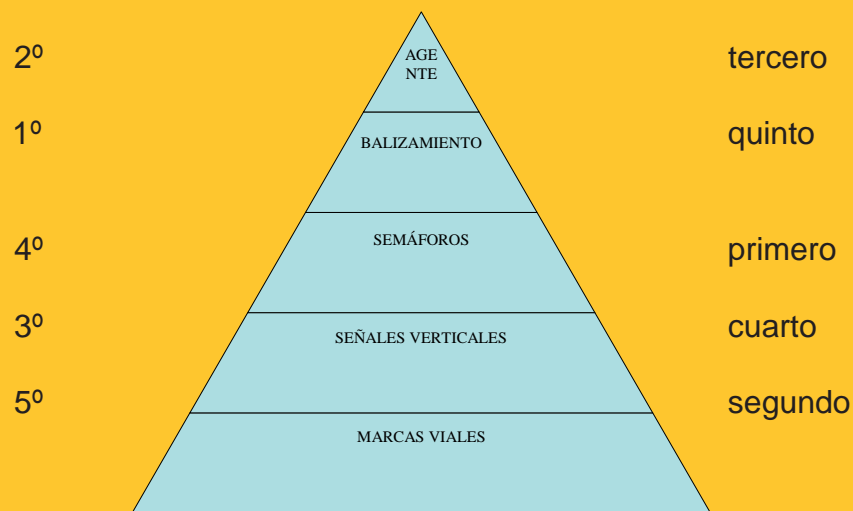 2º
AGE
NTE
tercero
1º
BALIZAMIENTO
quinto
4º
SEMÁFOROS
primero
3º
SEÑALES VERTICALES
cuarto
5º
segundo
MARCAS VIALES